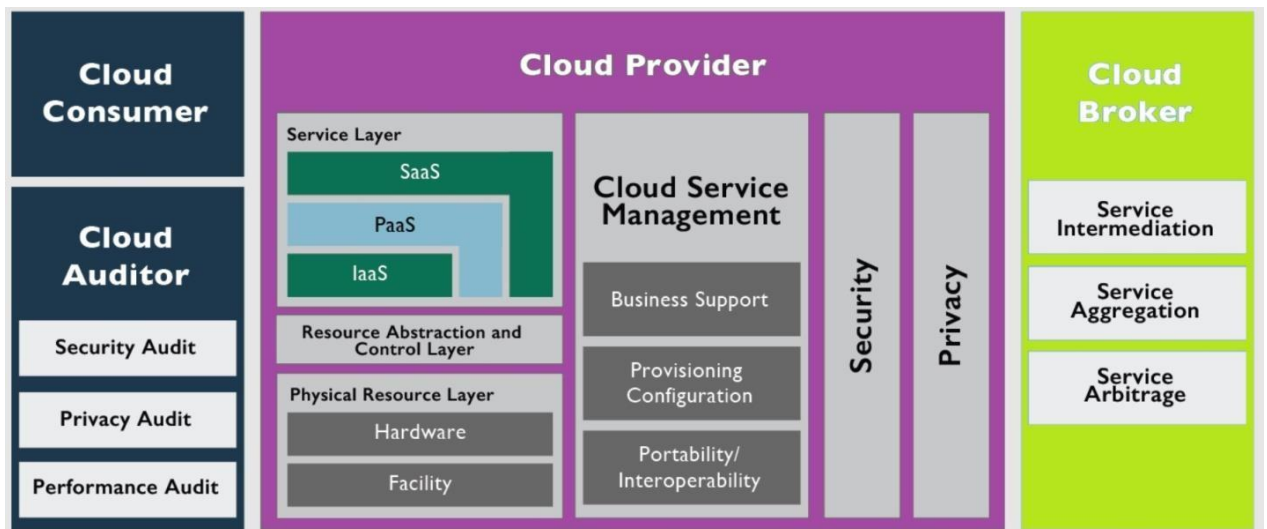 Cloud
Consumer
Cloud
Auditor
Security Audit
Privacy Audit
Performance Audit
Cloud Provider
Service Layer
SaaS
PaaS
IaaS
Resource Abstraction and
Control Layer
Physical Resource Layer
Hardware
Facility
Cloud Service
Management
Business Support
Provisioning
Configuration
Portability/
Interoperability
Security
Privacy
Cloud
Broker
Service
Intermediation
Service
Aggregation
Service
Arbitrage